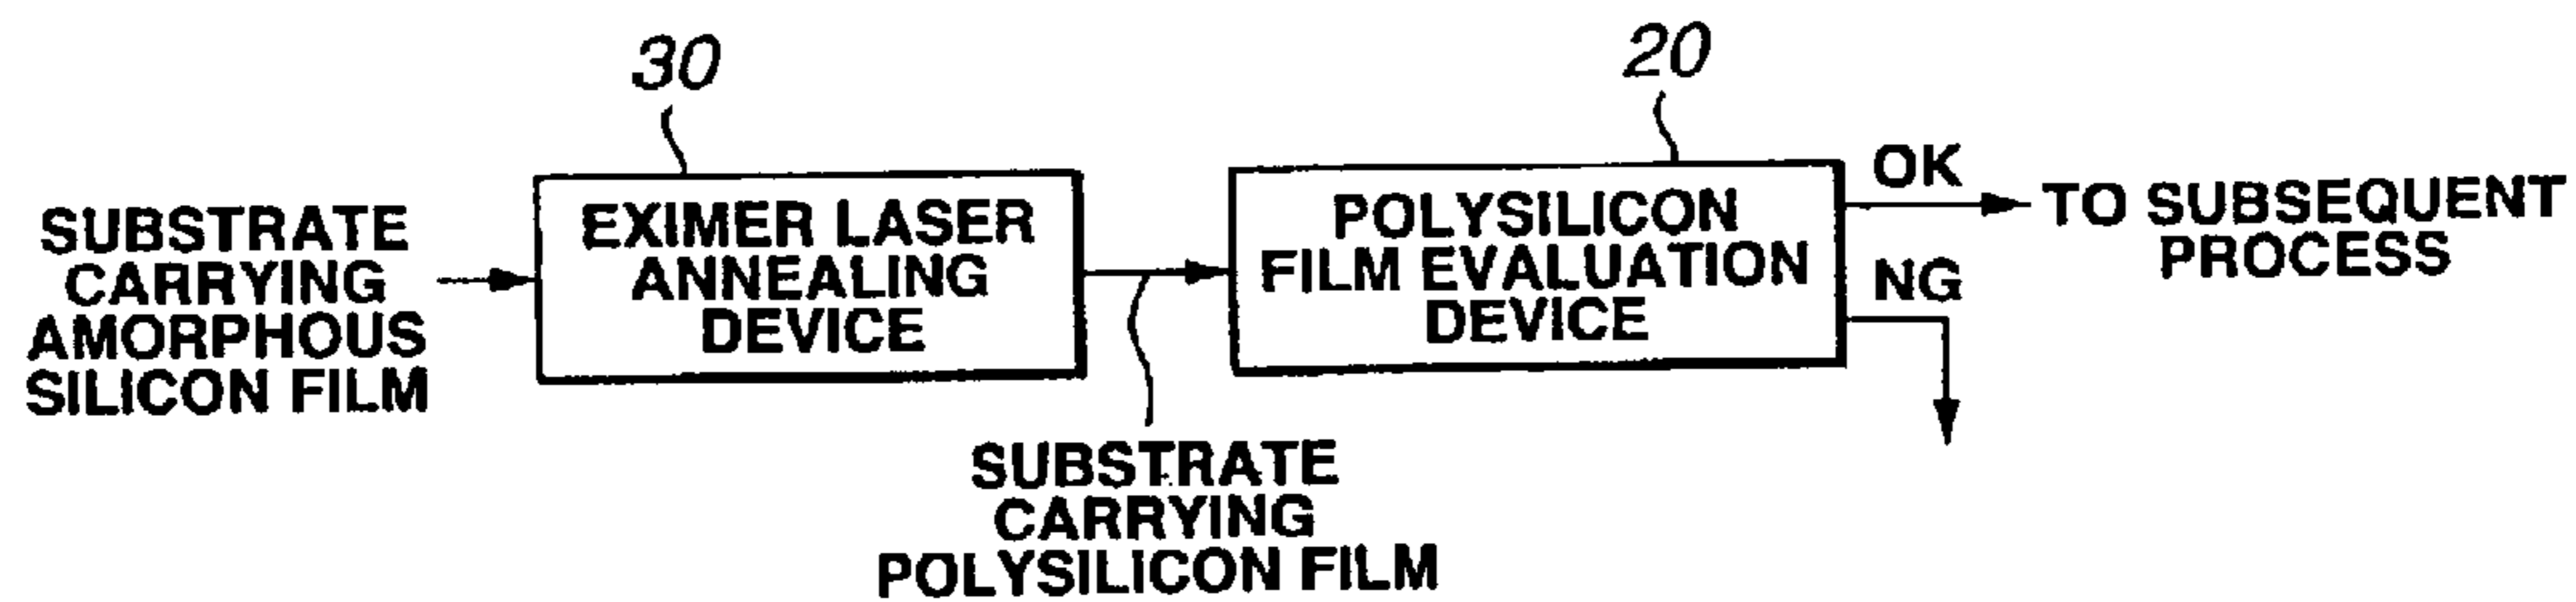 30
20
SUBSTRATE
CARRYING
AMORPHOUS
SILICON FILM
EXIMER LASER
ANNEALING
DEVICE
SUBSTRATE
CARRYING
POLYSILICON FILM
POLYSILICON
FILM EVALUATION
DEVICE
OK
NG
TO SUBSEQUENT
PROCESS